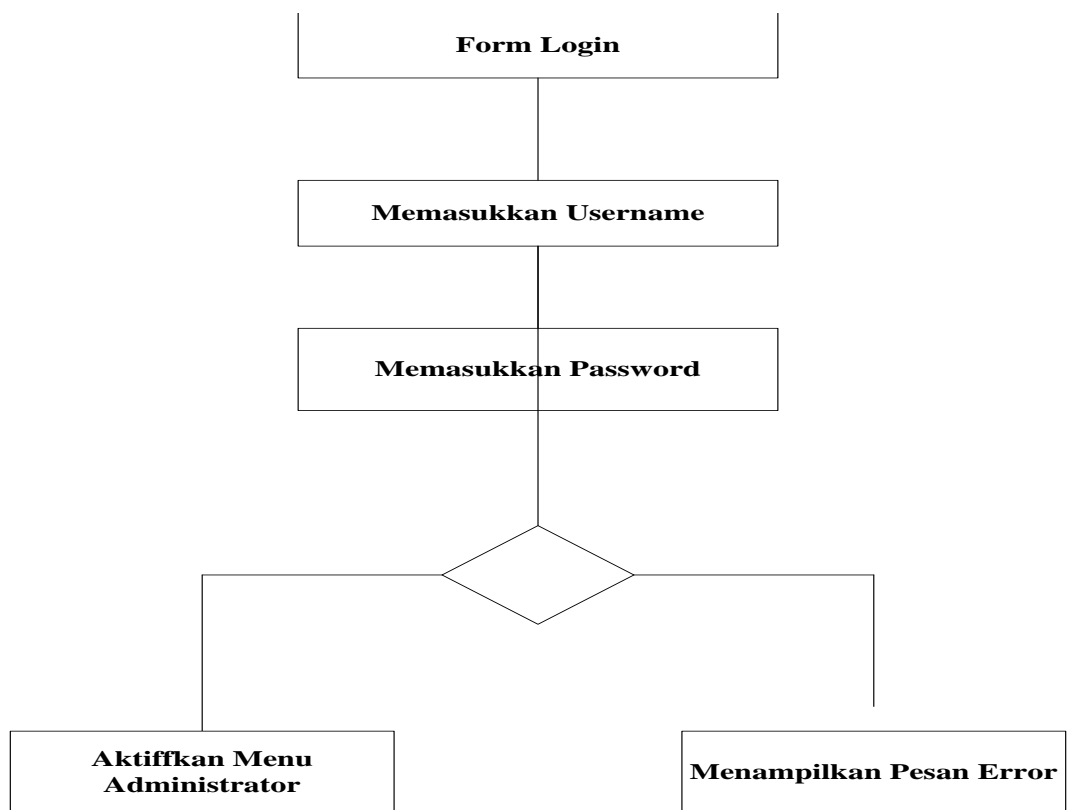 Form Login
Memasukkan Username
Memasukkan Password
Aktiffkan Menu
Administrator
Menampilkan Pesan Error